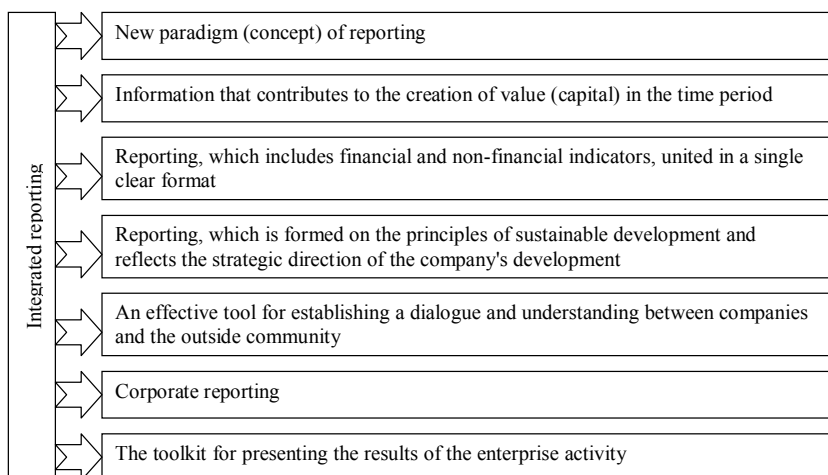 Integrated reporting
New paradigm (concept) of reporting
Information that contributes to the creation of value (capital) in the time period
Reporting, which includes financial and non-financial indicators, united in a single
clear format
Reporting, which is formed on the principles of sustainable development and
reflects the strategic direction of the company's development
An effective tool for establishing a dialogue and understanding between companies
and the outside community
Corporate reporting
The toolkit for presenting the results of the enterprise activity